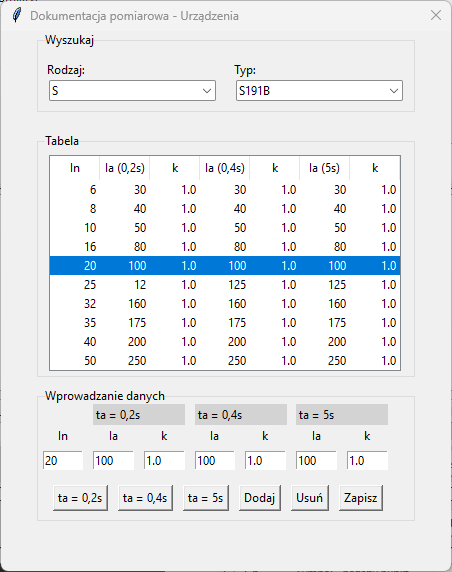 Dokumentacja pomiarowa - Urządzenia
Wyszukaj
Rodzaj: Typ:
S S191B
Tabela
In Ia (0,2s) k Ia (0,4s) k Ia (5s) k
6 30 1.0 30 1.0 30 1.0
8 40 1.0 40 1.0 40 1.0
10 50 1.0 50 1.0 50 1.0
16 80 1.0 80 1.0 80 1.0
20 100 1.0 100 1.0 100 1.0
25 12 1.0 125 1.0 125 1.0
32 160 1.0 160 1.0 160 1.0
35 175 1.0 175 1.0 175 1.0
40 200 1.0 200 1.0 200 1.0
50 250 1.0 250 1.0 250 1.0
Wprowadzanie danych
ta = 0,2s ta = 0,4s ta = 5s
In Ia k Ia k Ia k
20 100 1.0 100 1.0 100 1.0
ta = 0,2s ta = 0,4s ta = 5s Dodaj Usuń Zapisz